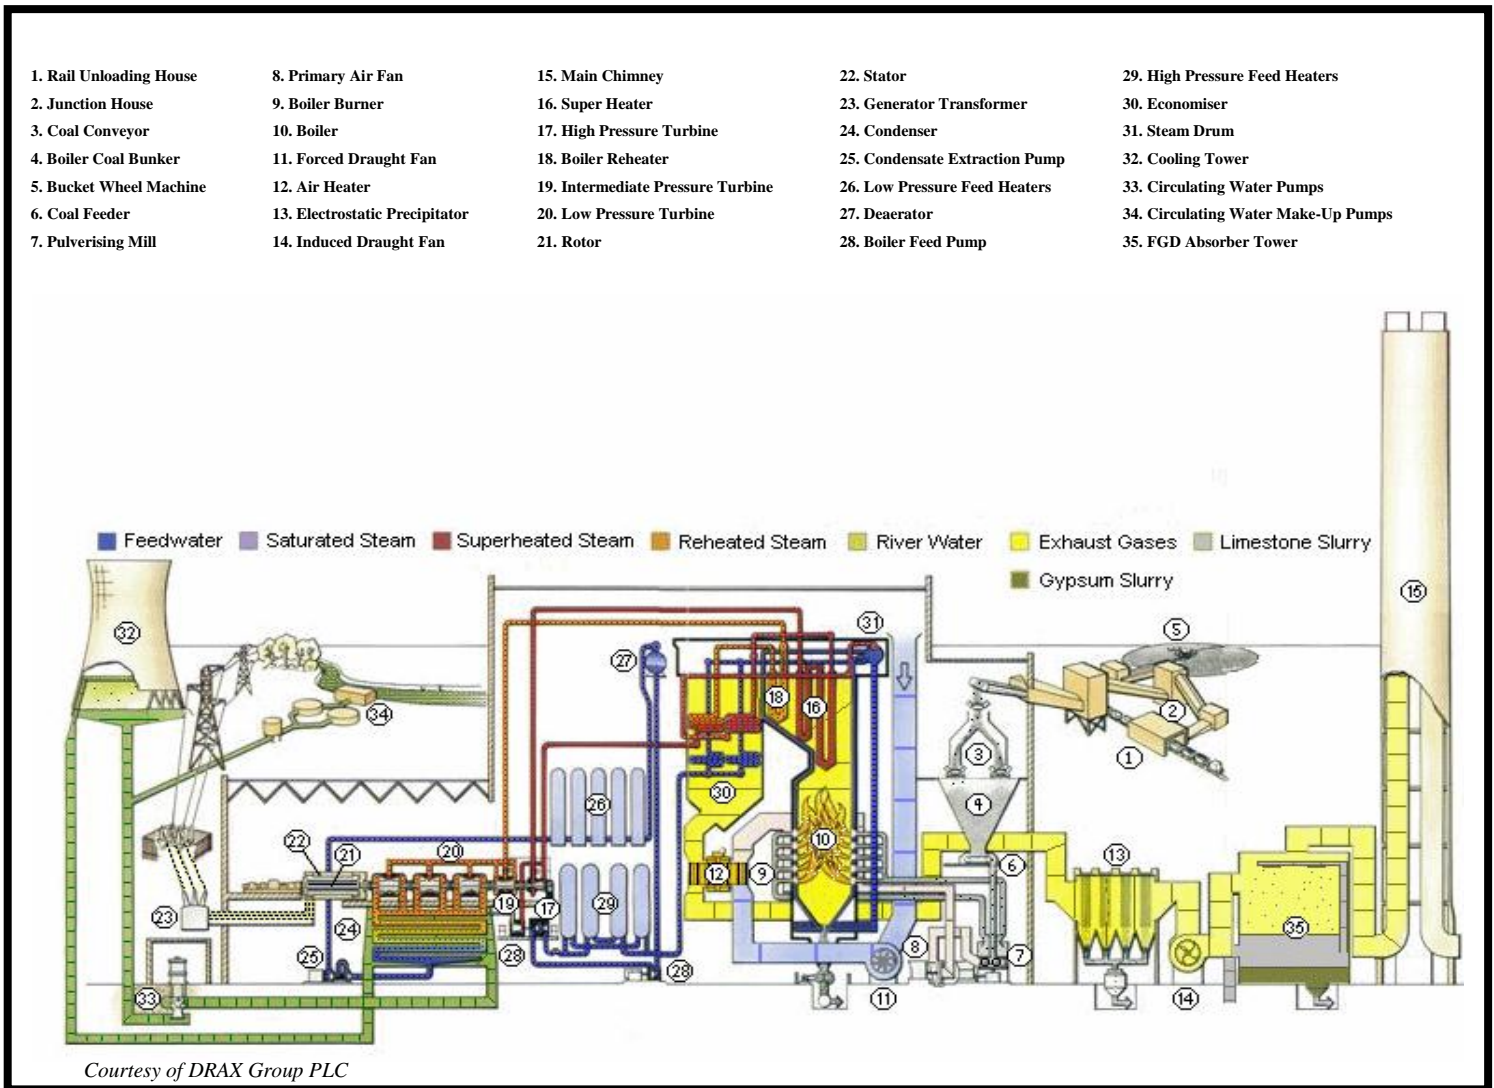 1. Rail Unloading House
2. Junction House
3. Coal Conveyor
4. Boiler Coal Bunker
5. Bucket Wheel Machine
6. Coal Feeder
7. Pulverising Mill
8. Primary Air Fan
9. Boiler Burner
10. Boiler
11. Forced Draught Fan
12. Air Heater
13. Electrostatic Precipitator
14. Induced Draught Fan
15. Main Chimney
16. Super Heater
17. High Pressure Turbine
18. Boiler Reheater
19. Intermediate Pressure Turbine
20. Low Pressure Turbine
21. Rotor
22. Stator
23. Generator Transformer
24. Condenser
25. Condensate Extraction Pump
26. Low Pressure Feed Heaters
27. Deaerator
28. Boiler Feed Pump
29. High Pressure Feed Heaters
30. Economiser
31. Steam Drum
32. Cooling Tower
33. Circulating Water Pumps
34. Circulating Water Make-Up Pumps
35. FGD Absorber Tower
Feedwater Saturated Steam Superheated Steam Reheated Steam River Water Exhaust Gases Limestone Slurry
Gypsum Slurry
15
32
31
5
27
18
16
34
2
3
1
30
26
4
10
22
21
20
6
13
12
9
19
17
29
23
24
35
28
8
7
25
28
33
11
14
Courtesy of DRAX Group PLC